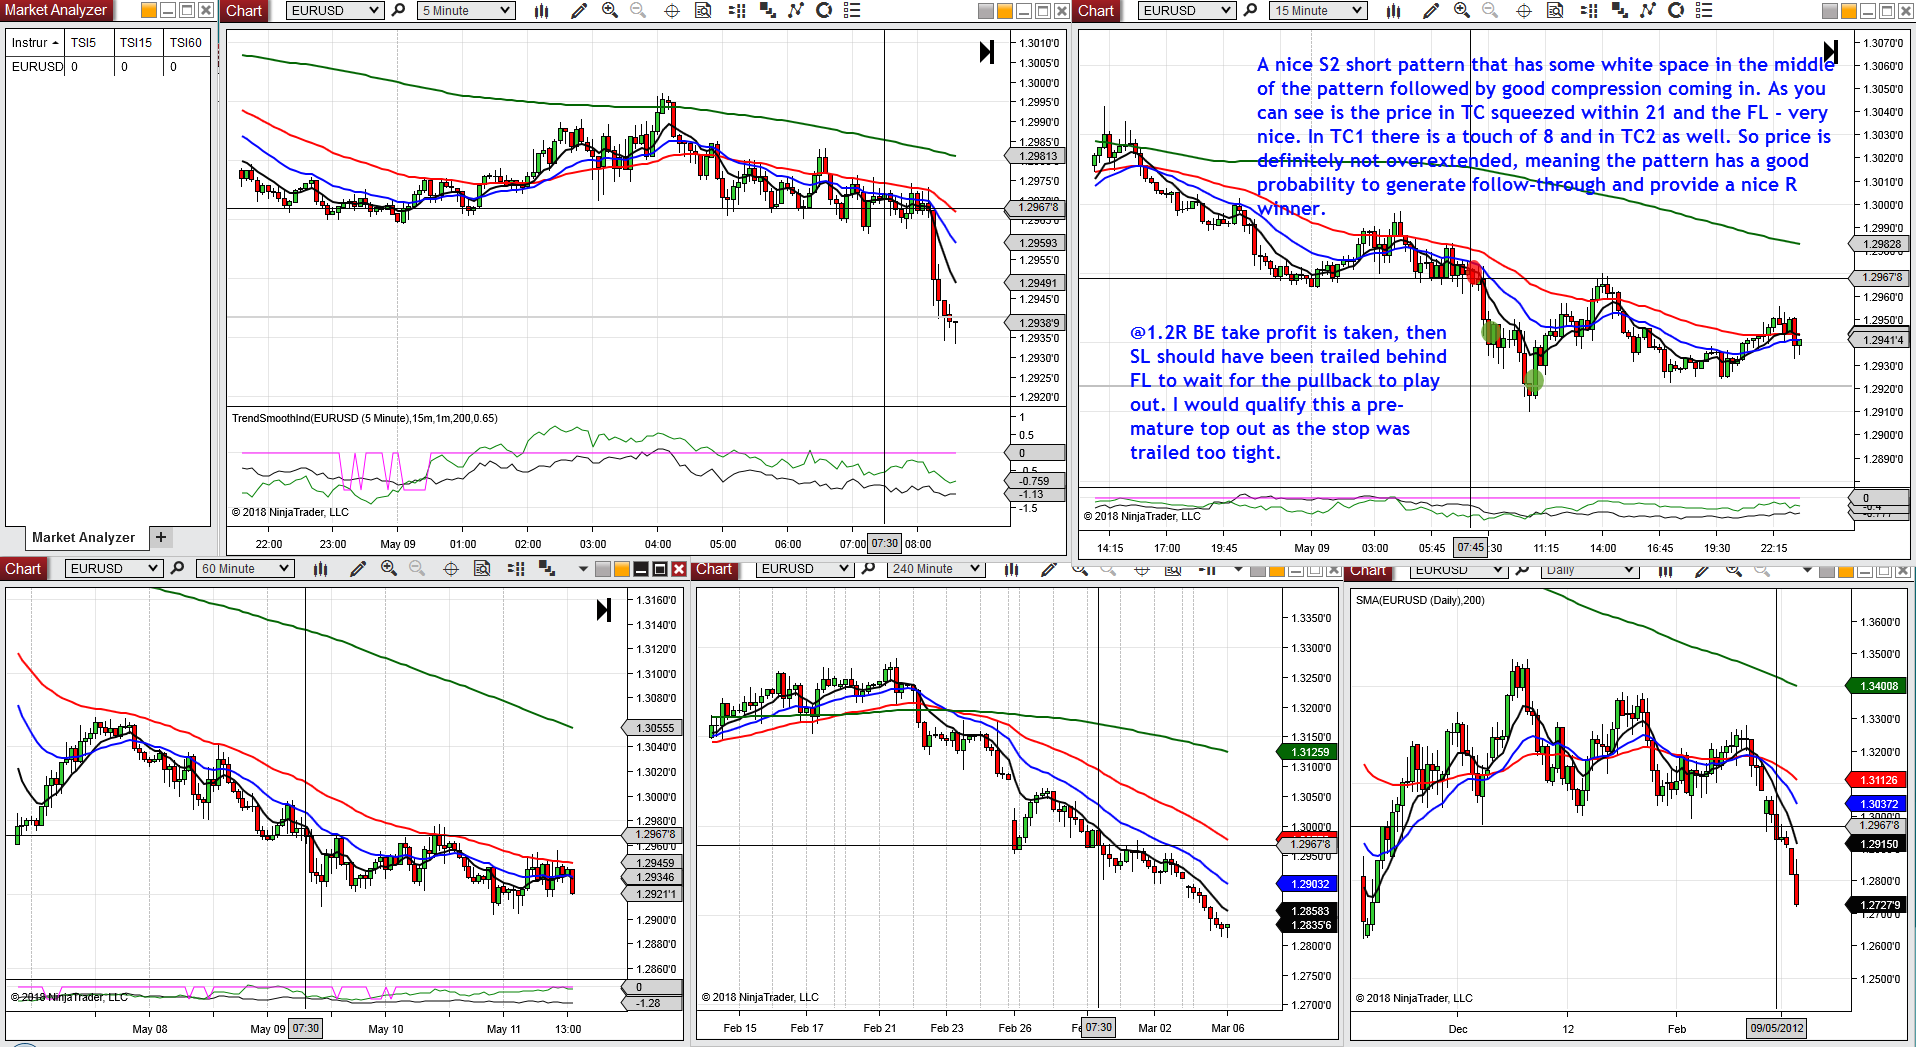 Market Analyzer
Instrur TSI5 TSI15 TSI60
EURUSD 0 0 0
Market Analyzer +
Chart EURUSD 5 Minute
1.3010'0
1.3005'0
1.3000'0
1.2995'0
1.2990'0
1.2985'0
1.29813
1.2975'0
1.2967'8
1.2965'0
1.29593
1.2955'0
1.29491
1.2945'0
1.2938'9
1.2935'0
1.2930'0
1.2925'0
1.2920'0
TrendSmoothInd(EURUSD (5 Minute),15m,1m,200,0.65)
1
0.5
0
-0.5
-0.759
-1.13
-1.5
© 2018 NinjaTrader, LLC
22:00 23:00 May 09 01:00 02:00 03:00 04:00 05:00 06:00 07:00 07:30 08:00
Chart EURUSD 15 Minute
A nice S2 short pattern that has some white space in the middle
of the pattern followed by good compression coming in. As you
can see is the price in TC squeezed within 21 and the FL - very
nice. In TC1 there is a touch of 8 and in TC2 as well. So price is
definitely not overextended, meaning the pattern has a good
probability to generate follow-through and provide a nice R
winner.
@1.2R BE take profit is taken, then
SL should have been trailed behind
FL to wait for the pullback to play
out. I would qualify this a pre-
mature top out as the stop was
trailed too tight.
1.3070'0
1.3060'0
1.3050'0
1.3040'0
1.3030'0
1.3020'0
1.3010'0
1.3000'0
1.2990'0
1.29828
1.2967'8
1.2960'0
1.2950'0
1.2941'4
1.2930'0
1.2920'0
1.2910'0
1.2900'0
1.2890'0
0
© 2018 NinjaTrader, LLC
14:15 17:00 19:45 May 09 03:00 05:45 07:45 :30 11:15 14:00 16:45 19:30 22:15
Chart EURUSD 60 Minute
1.3160'0
1.3140'0
1.3120'0
1.3100'0
1.3080'0
1.30555
1.3040'0
1.3020'0
1.3000'0
1.2980'0
1.2967'8
1.2960'0
1.29459
1.29346
1.2921'1
1.2900'0
1.2880'0
1.2860'0
0
-1.28
© 2018 NinjaTrader, LLC
May 08 May 09 07:30 May 10 May 11 13:00
Chart EURUSD 240 Minute
1.3350'0
1.3300'0
1.3250'0
1.3200'0
1.3150'0
1.31259
1.3100'0
1.3050'0
1.3000'0
1.2967'8
1.2950'0
1.29032
1.28583
1.2835'6
1.2800'0
1.2750'0
1.2700'0
© 2018 NinjaTrader, LLC
Feb 15 Feb 17 Feb 21 Feb 23 Feb 26 07:30 Mar 02 Mar 06
Chart EURUSD Daily
SMA(EURUSD (Daily),200)
1.3600'0
1.3500'0
1.34008
1.3300'0
1.3200'0
1.31126
1.30372
1.3000'0
1.2967'8
1.29150
1.2800'0
1.2727'9
1.2700'0
1.2600'0
1.2500'0
© 2018 NinjaTrader, LLC
Dec 12 Feb 09/05/2012